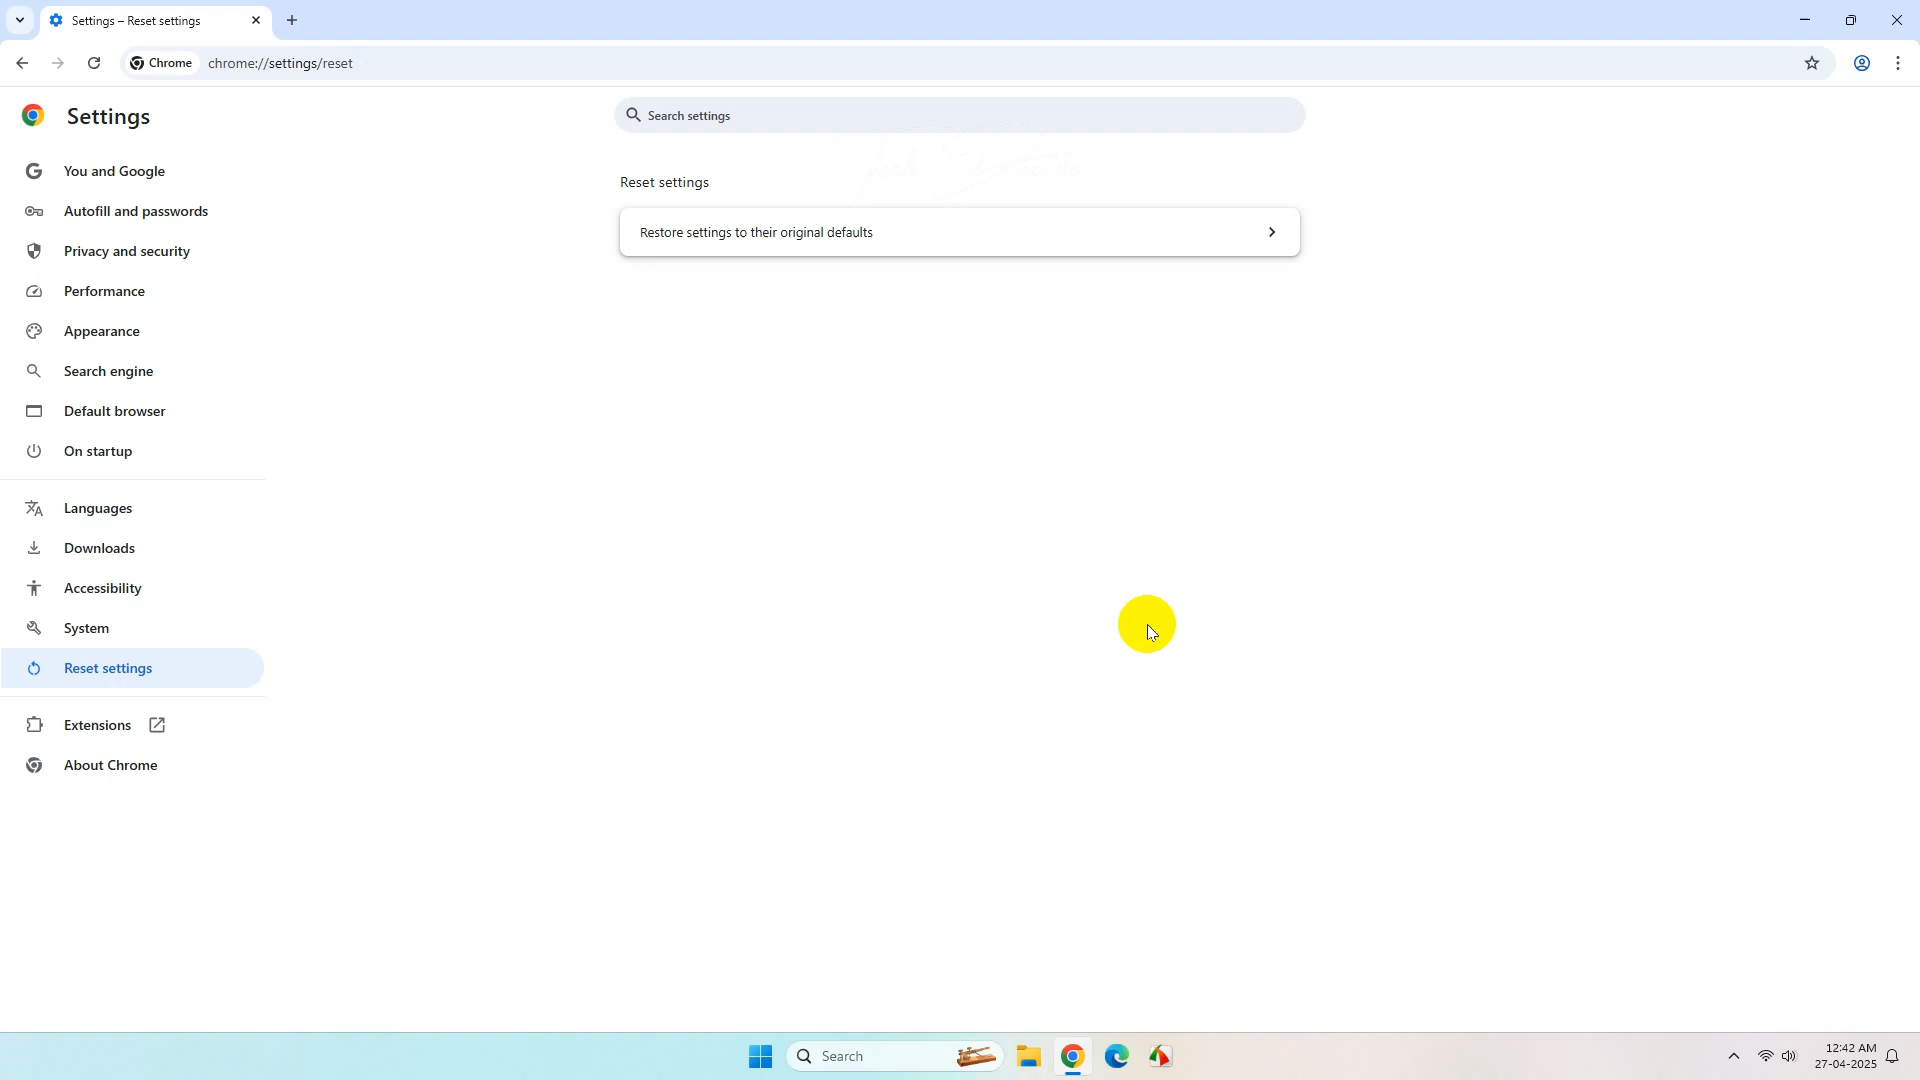 Settings – Reset settings
Chrome
chrome://settings/reset
Settings
Search settings
You and Google
Autofill and passwords
Privacy and security
Performance
Appearance
Search engine
Default browser
On startup
Languages
Downloads
Accessibility
System
Reset settings
Extensions
About Chrome
Reset settings
Restore settings to their original defaults
Search
12:42 AM
27-04-2025